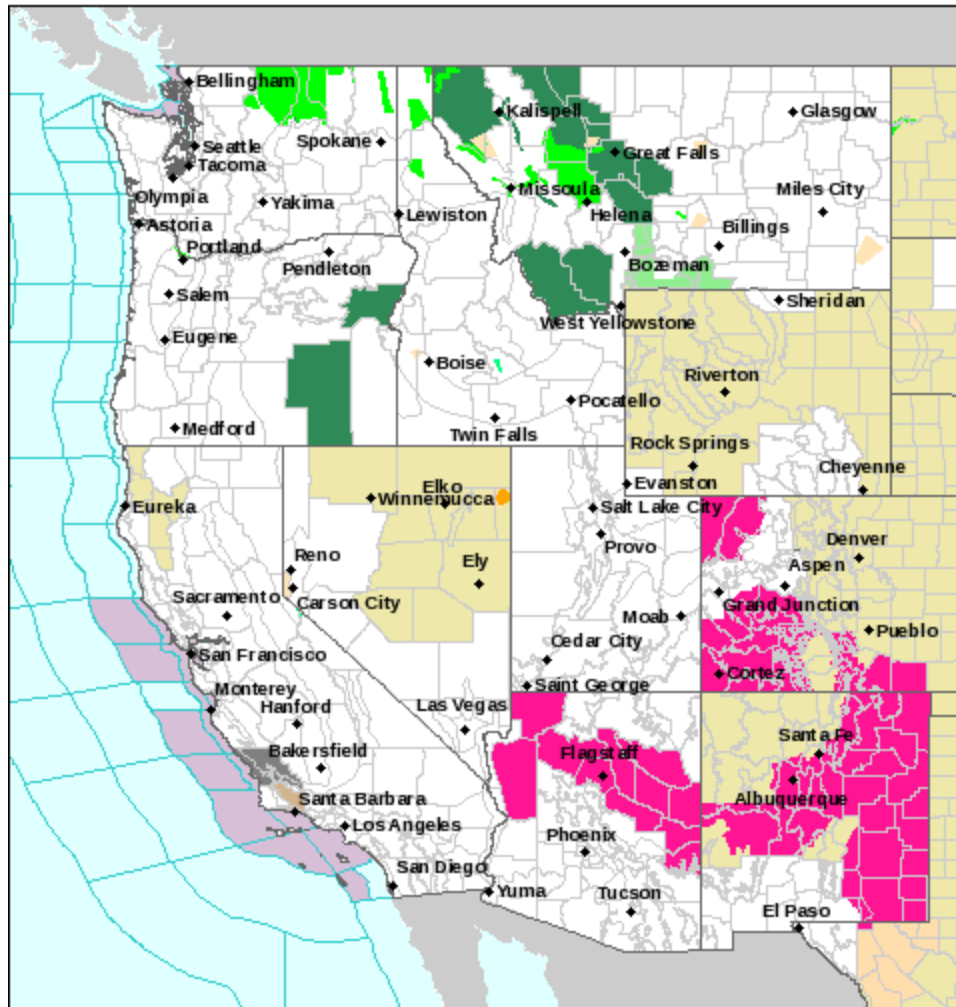 Bellingham
Kalispell
Glasgow
Seattle
Spokane
Tacoma
Great Falls
Olympia
Missoula
Miles City
Yakima
Lewiston
Helena
Astoria
Billings
Portland
Pendleton
Bozeman
Salem
Sheridan
West Yellowstone
Eugene
Boise
Riverton
Pocatello
Medford
Twin Falls
Rock Springs
Cheyenne
Elko
Evanston
Winnemucca
Eureka
Salt Lake City
Denver
Provo
Reno
Ely
Aspen
Sacramento
Carson City
Grand Junction
Moab
Pueblo
Cedar City
San Francisco
Cortez
Saint George
Monterey
Hanford
Las Vegas
Santa Fe
Bakersfield
Flagstaff
Santa Barbara
Albuquerque
Los Angeles
Phoenix
San Diego
Yuma
Tucson
El Paso